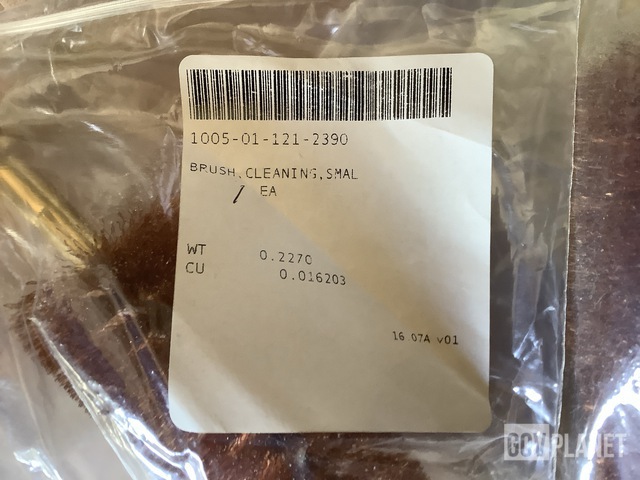 1005-01-121-2390
BRUSH,CLEANING,SMAL
/ EA
WT 0.2270
CU 0.016203
16.07A v01
GOVPLANET